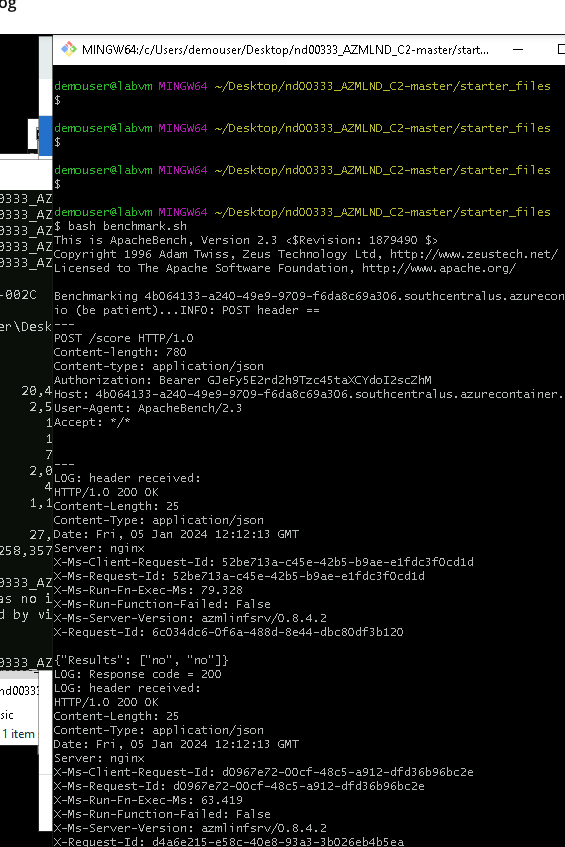 og
MINGW64:/c/Users/demouser/Desktop/nd00333_AZMLND_C2-master/start...
demouser@labvm MINGW64 ~/Desktop/nd00333_AZMLND_C2-master/starter_files
$
demouser@labvm MINGW64 ~/Desktop/nd00333_AZMLND_C2-master/starter_files
$
demouser@labvm MINGW64 ~/Desktop/nd00333_AZMLND_C2-master/starter_files
$
demouser@labvm MINGW64 ~/Desktop/nd00333_AZMLND_C2-master/starter_files
$ bash benchmark.sh
This is ApacheBench, Version 2.3 <$Revision: 1879490 $>
Copyright 1996 Adam Twiss, Zeus Technology Ltd, http://www.zeustech.net/
Licensed to The Apache Software Foundation, http://www.apache.org/
Benchmarking 4b064133-a240-49e9-9709-f6da8c69a306.southcentralus.azurecon
io (be patient)...INFO: POST header ==
---
POST /score HTTP/1.0
Content-length: 780
Content-type: application/json
Authorization: Bearer GJeFy5E2rd2h9Tzc45taXCYdoI2scZhM
Host: 4b064133-a240-49e9-9709-f6da8c69a306.southcentralus.azurecontainer.
User-Agent: ApacheBench/2.3
Accept: */*
---
LOG: header received:
HTTP/1.0 200 OK
Content-Length: 25
Content-Type: application/json
Date: Fri, 05 Jan 2024 12:12:13 GMT
Server: nginx
X-Ms-Client-Request-Id: 52be713a-c45e-42b5-b9ae-e1fdc3f0cd1d
X-Ms-Request-Id: 52be713a-c45e-42b5-b9ae-e1fdc3f0cd1d
X-Ms-Run-Fn-Exec-Ms: 79.328
X-Ms-Run-Function-Failed: False
X-Ms-Server-Version: azmlinfsrv/0.8.4.2
X-Request-Id: 6c034dc6-0f6a-488d-8e44-dbc80df3b120
{"Results": ["no", "no"]}
LOG: Response code = 200
LOG: header received:
HTTP/1.0 200 OK
Content-Length: 25
Content-Type: application/json
Date: Fri, 05 Jan 2024 12:12:13 GMT
Server: nginx
X-Ms-Client-Request-Id: d0967e72-00cf-48c5-a912-dfd36b96bc2e
X-Ms-Request-Id: d0967e72-00cf-48c5-a912-dfd36b96bc2e
X-Ms-Run-Fn-Exec-Ms: 63.419
X-Ms-Run-Function-Failed: False
X-Ms-Server-Version: azmlinfsrv/0.8.4.2
X-Request-Id: d4a6e215-e58c-40e8-93a3-3b026eb4b5ea
0333_AZ
0333_AZ
0333_AZ
0333_AZ
0333_AZ
-002C
er\Desk
20,4
2,5
1
1
7
2,0
4
1,1
27,
258,357
0333_AZ
as no i
d by vi
0333_AZ
nd0033
sic
1 item